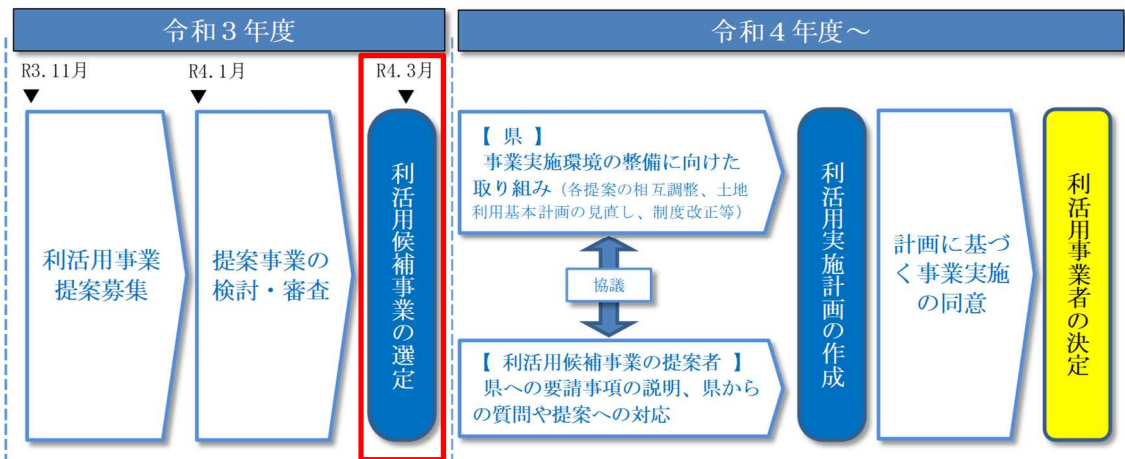 令和３年度
令和４年度～
R3.11月
R4.1月
R4.3月
▼
▼
▼
利活用事業
提案募集
提案事業の
検討・審査
利活用候補事業の選定
【 県 】
事業実施環境の整備に向けた
取り組み（各提案の相互調整、土地
利用基本計画の見直し、制度改正等）
協議
【 利活用候補事業の提案者 】
県への要請事項の説明、県から
の質問や提案への対応
利活用実施計画の作成
計画に基づ
く事業実施
の同意
利活用事業者の決定